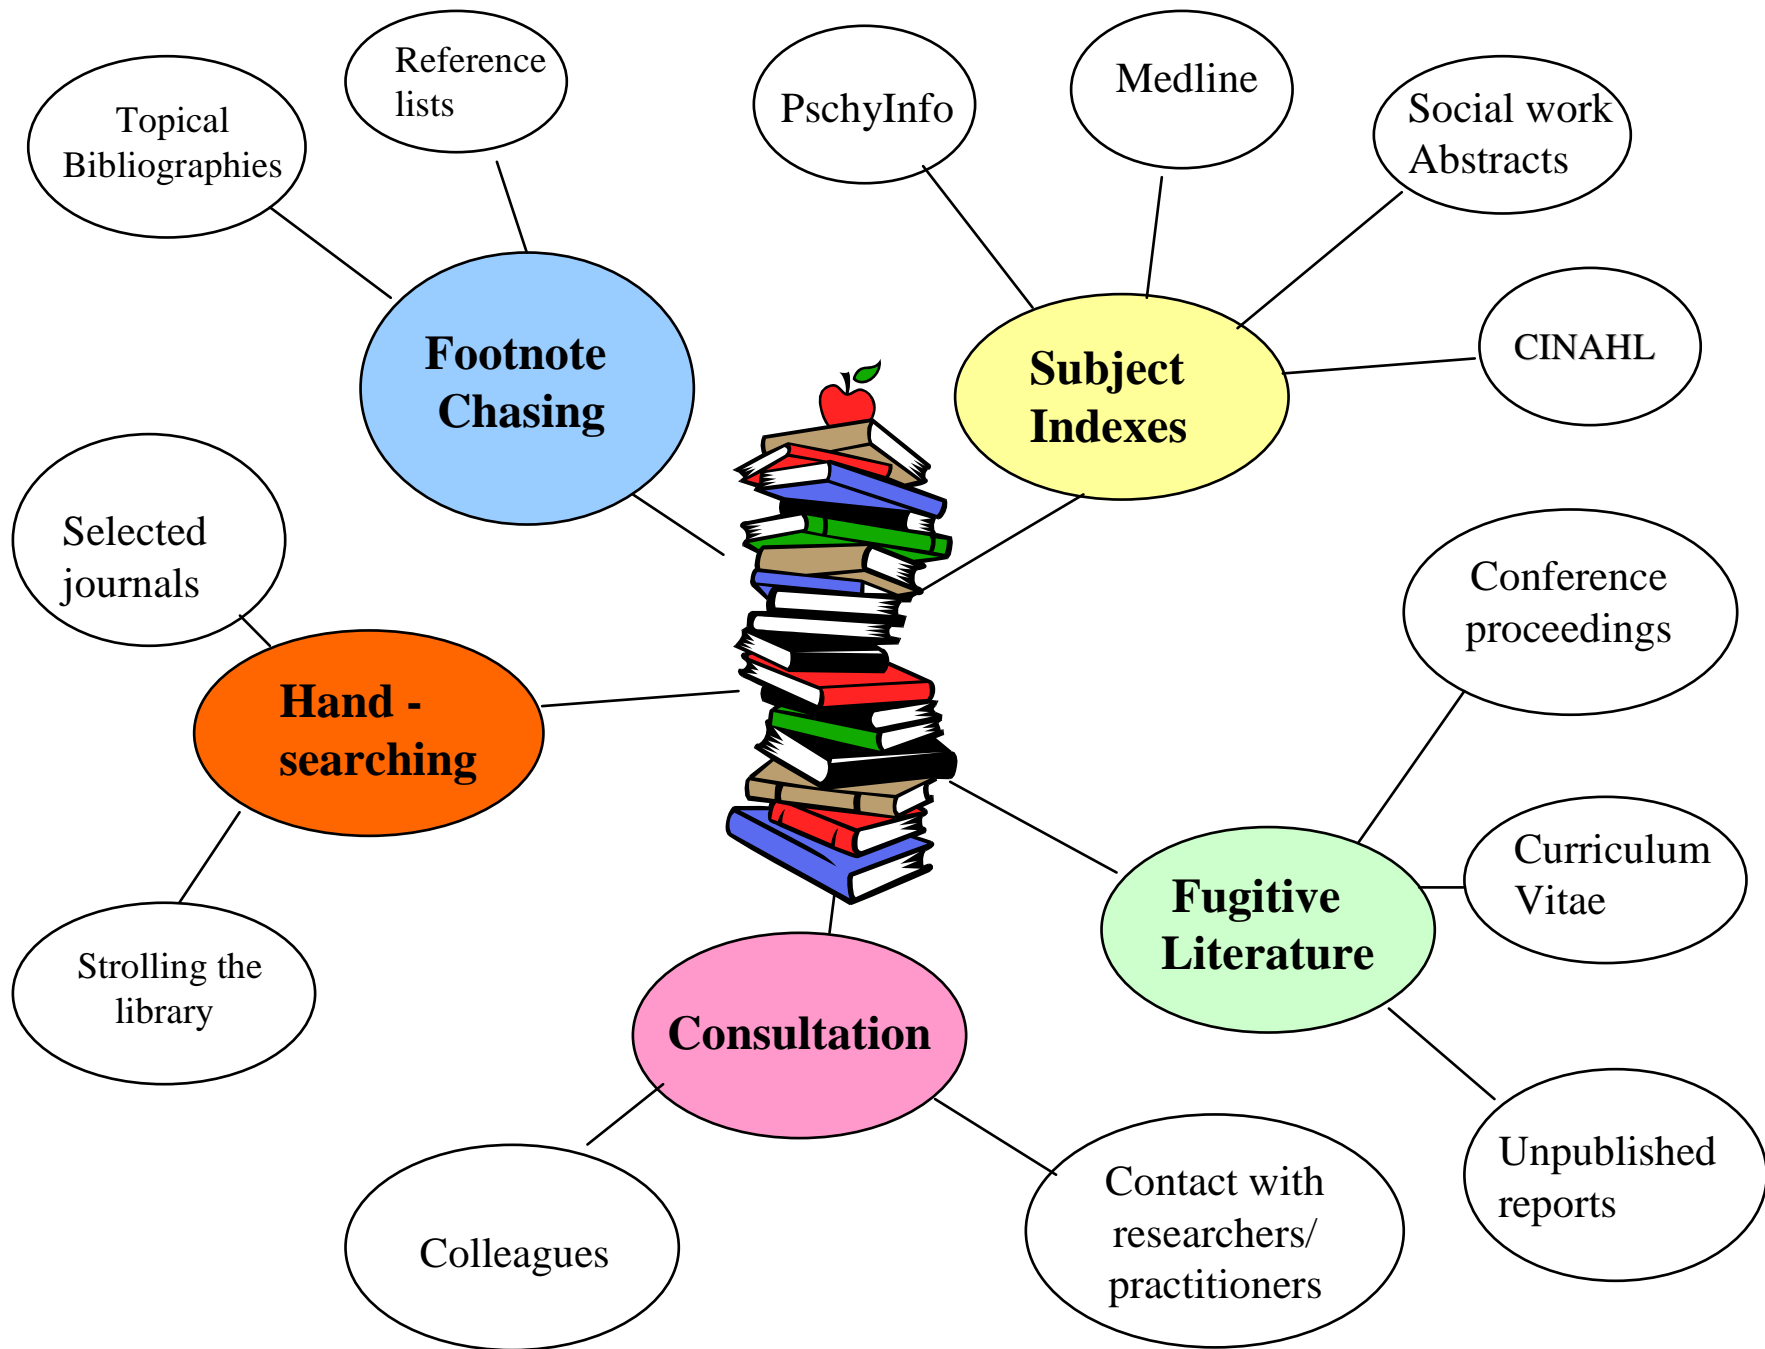 Topical
Bibliographies
Reference
lists
PschyInfo
Medline
Social work
Abstracts
CINAHL
Footnote
Chasing
Subject
Indexes
Selected
journals
Hand -
searching
Strolling the
library
Conference
proceedings
Curriculum
Vitae
Fugitive
Literature
Unpublished
reports
Consultation
Colleagues
Contact with
researchers/
practitioners